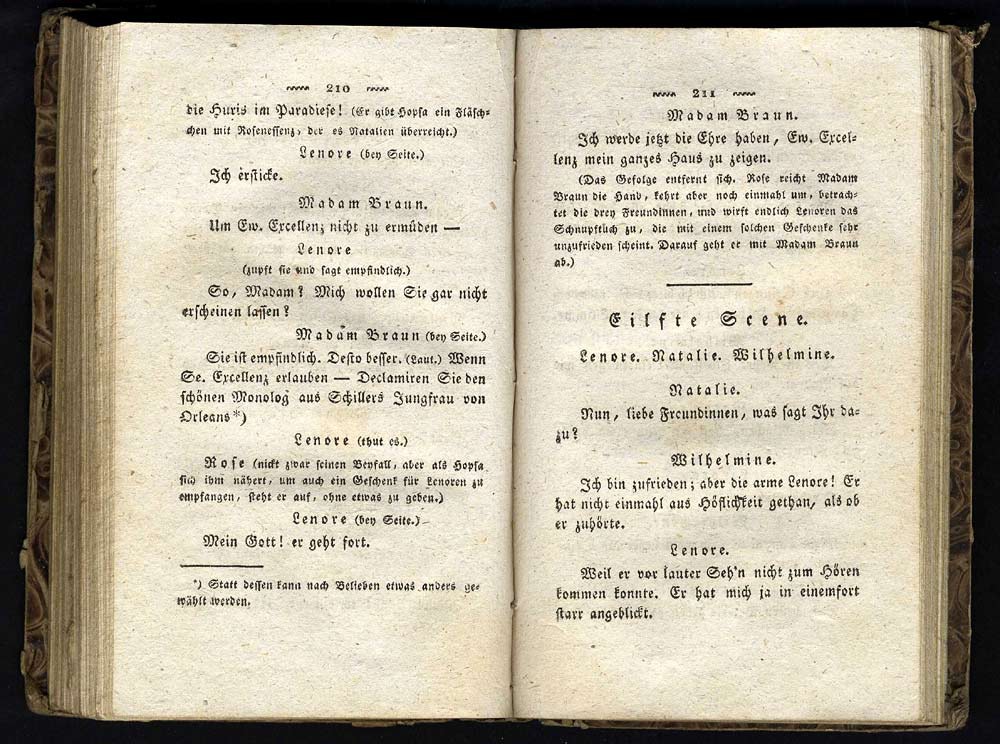 210
die Huris im Paradiese! (Er gibt Hopsa ein Fläsch-
chen mit Rosenessenz, der es Natalien überreicht.)
Lenore (bey Seite.)
Ich ersticke.
Madam Braun.
Um Ew. Excellenz nicht zu ermüden —
Lenore
(zupft sie und sagt empfindlich.)
So, Madam? Mich wollen Sie gar nicht
erscheinen lassen?
Madam Braun (bey Seite.)
Sie ist empfindlich. Desto besser. (Laut.) Wenn
Se. Excellenz erlauben — Declamiren Sie den
schönen Monolog aus Schillers Jungfrau von
Orleans*)
Lenore (thut es.)
Rose (nickt zwar seinen Beyfall, aber als Hopsa
sich ihm nähert, um auch ein Geschenk für Lenoren zu
empfangen, steht er auf, ohne etwas zu geben.)
Lenore (bey Seite.)
Mein Gott! er geht fort.
*) Statt dessen kann nach Belieben etwas anders ge-
wählt werden.
211
Madam Braun.
Ich werde jetzt die Ehre haben, Ew. Excel-
lenz mein ganzes Haus zu zeigen.
(Das Gefolge entfernt sich. Rose reicht Madam
Braun die Hand, kehrt aber noch einmahl um, betrach-
tet die drey Freundinnen, und wirft endlich Lenoren das
Schnupftuch zu, die mit einem solchen Geschenke sehr
unzufrieden scheint. Darauf geht er mit Madam Braun
ab.)
Eilfte Scene.
Lenore. Natalie. Wilhelmine.
Natalie.
Nun, liebe Freundinnen, was sagt Ihr da-
zu?
Wilhelmine.
Ich bin zufrieden; aber die arme Lenore! Er
hat nicht einmahl aus Höflichkeit gethan, als ob
er zuhörte.
Lenore.
Weil er vor lauter Seh'n nicht zum Hören
kommen konnte. Er hat mich ja in einemfort
starr angeblickt.